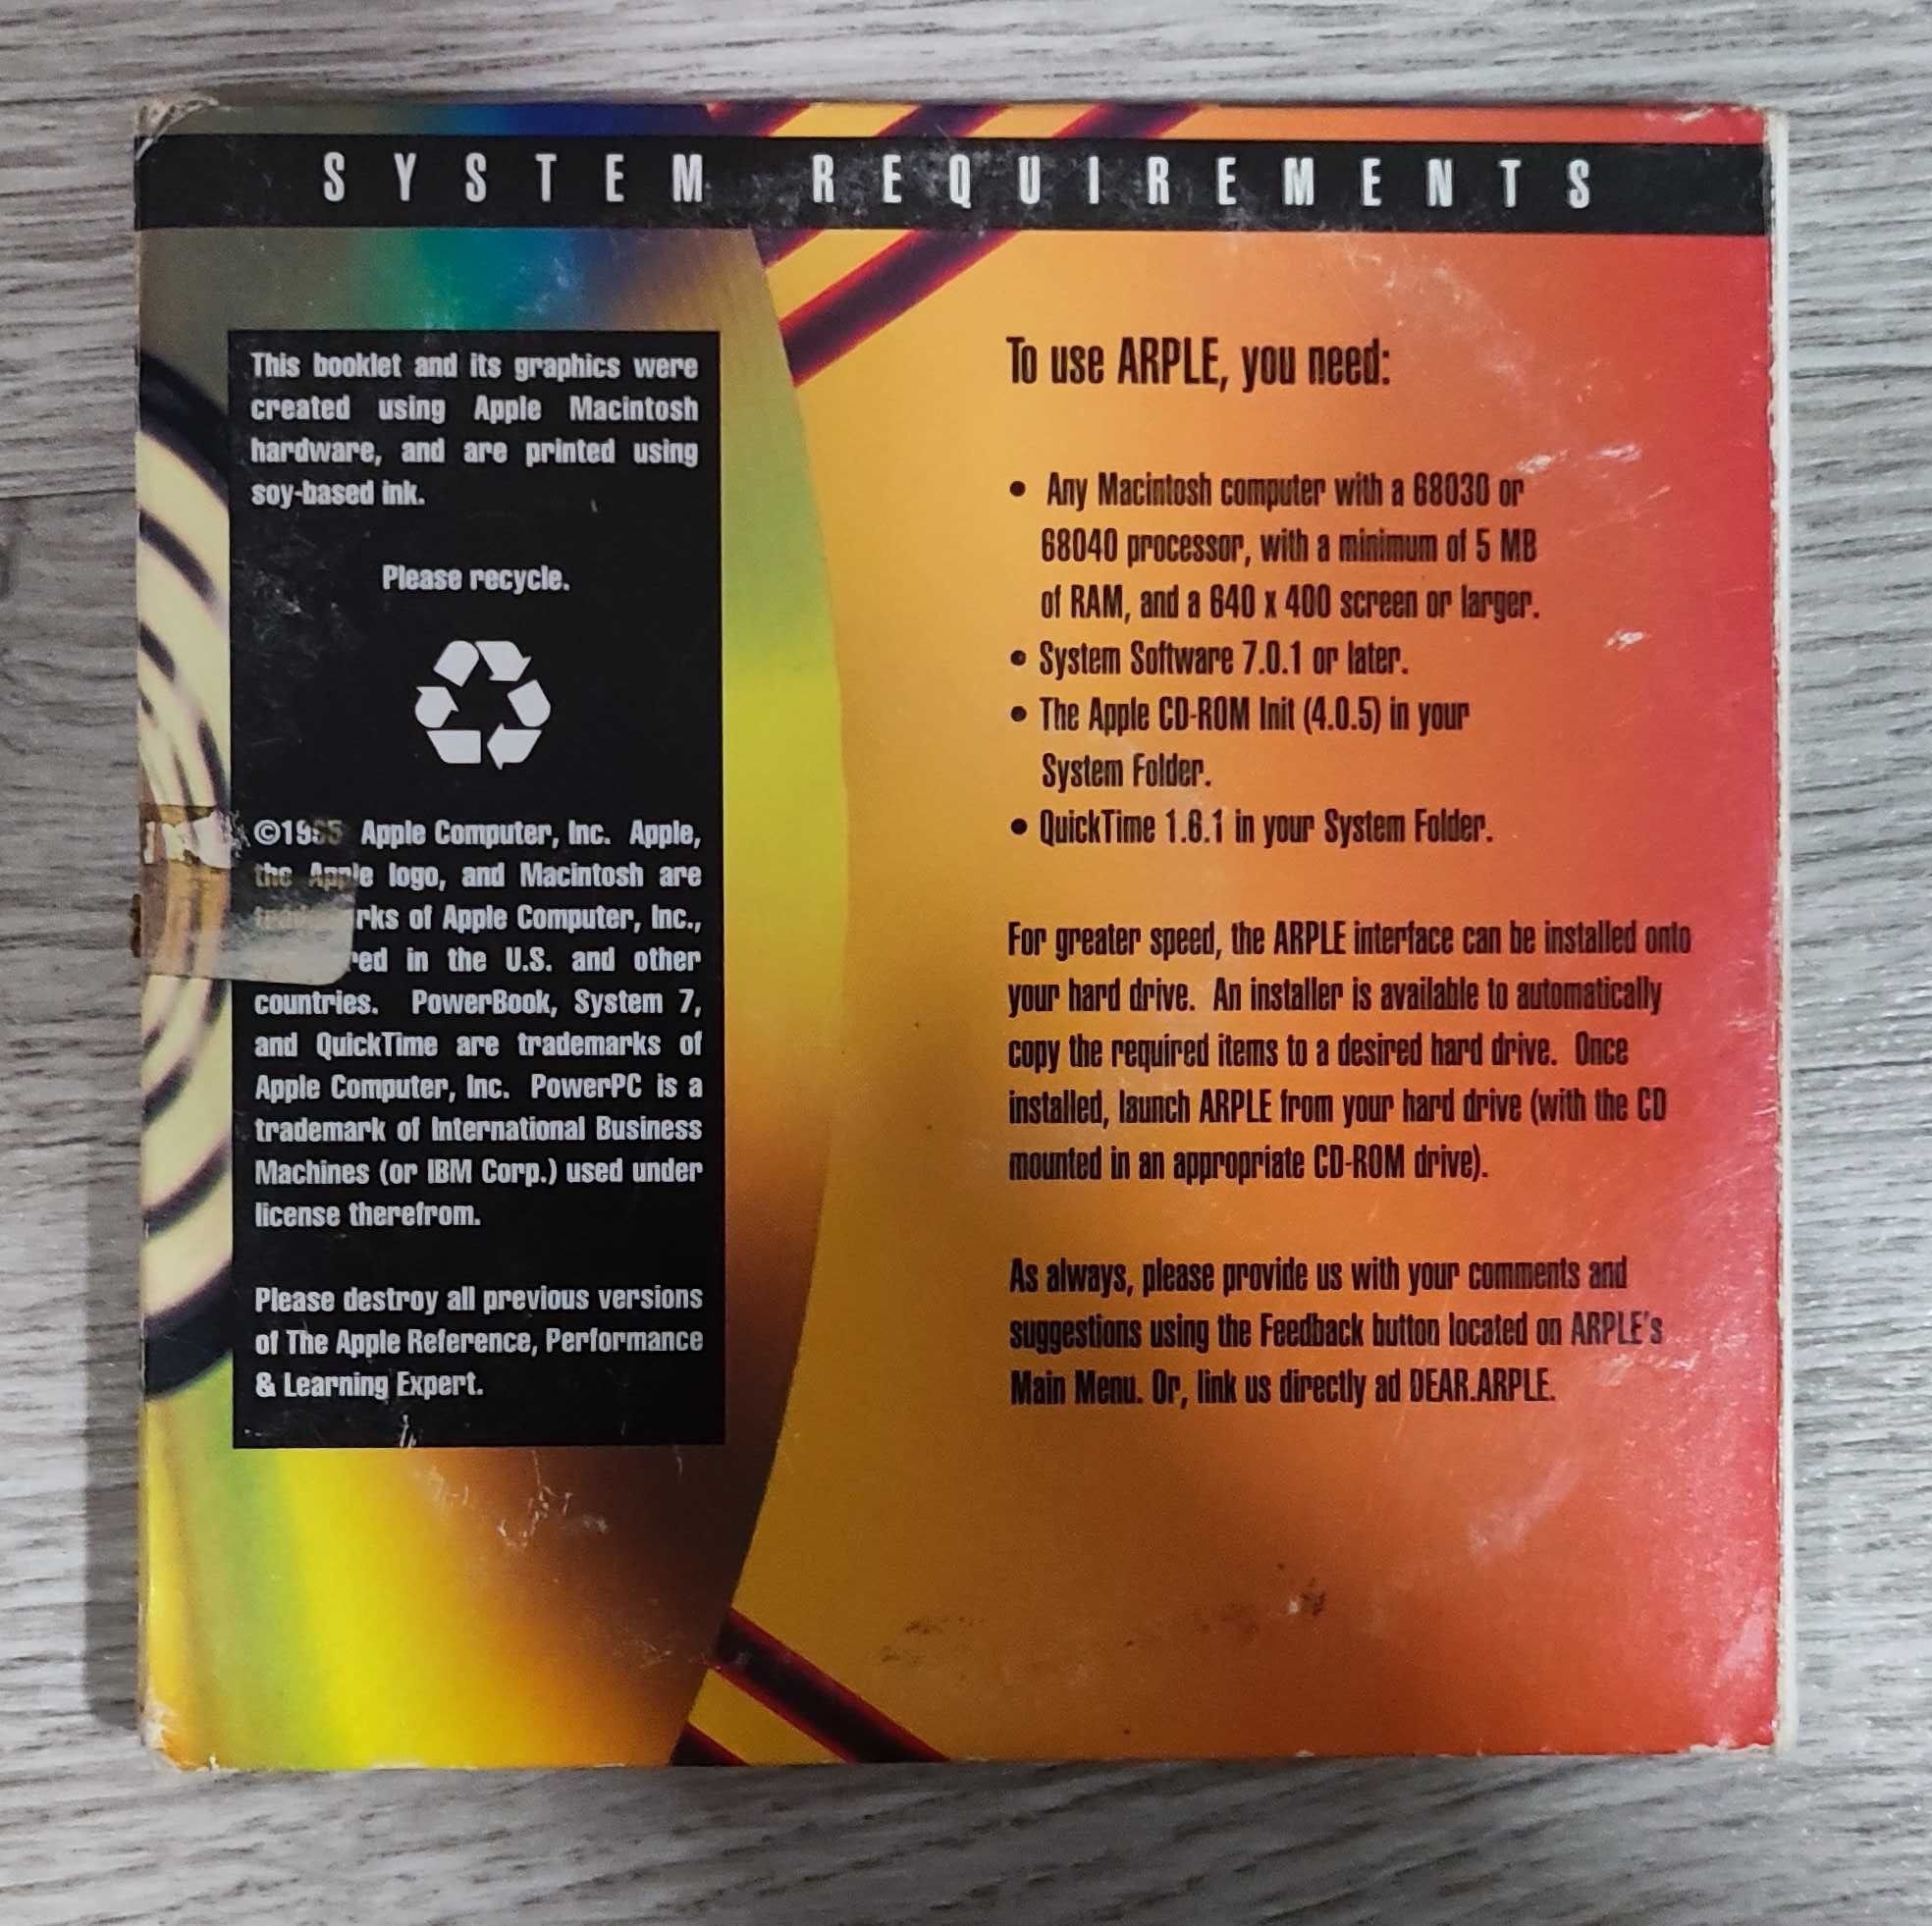 SYSTEM REQUIREMENTS
This booklet and its graphics were
created using Apple Macintosh
hardware, and are printed using
soy-based ink.
Please recycle.
©1995 Apple Computer, Inc. Apple,
the Apple logo, and Macintosh are
rks of Apple Computer, Inc.,
red in the U.S. and other
countries. PowerBook, System 7,
and QuickTime are trademarks of
Apple Computer, Inc. PowerPC is a
trademark of International Business
Machines (or IBM Corp.) used under
license therefrom.
Please destroy all previous versions
of The Apple Reference, Performance
& Learning Expert.
To use ARPLE, you need:
• Any Macintosh computer with a 68030 or
68040 processor, with a minimum of 5 MB
of RAM, and a 640 x 400 screen or larger.
• System Software 7.0.1 or later.
• The Apple CD-ROM Init (4.0.5) in your
System Folder.
• QuickTime 1.6.1 in your System Folder.
For greater speed, the ARPLE interface can be installed onto
your hard drive. An installer is available to automatically
copy the required items to a desired hard drive. Once
installed, launch ARPLE from your hard drive (with the CD
mounted in an appropriate CD-ROM drive).
As always, please provide us with your comments and
suggestions using the Feedback button located on ARPLE's
Main Menu. Or, link us directly ad DEAR.ARPLE.